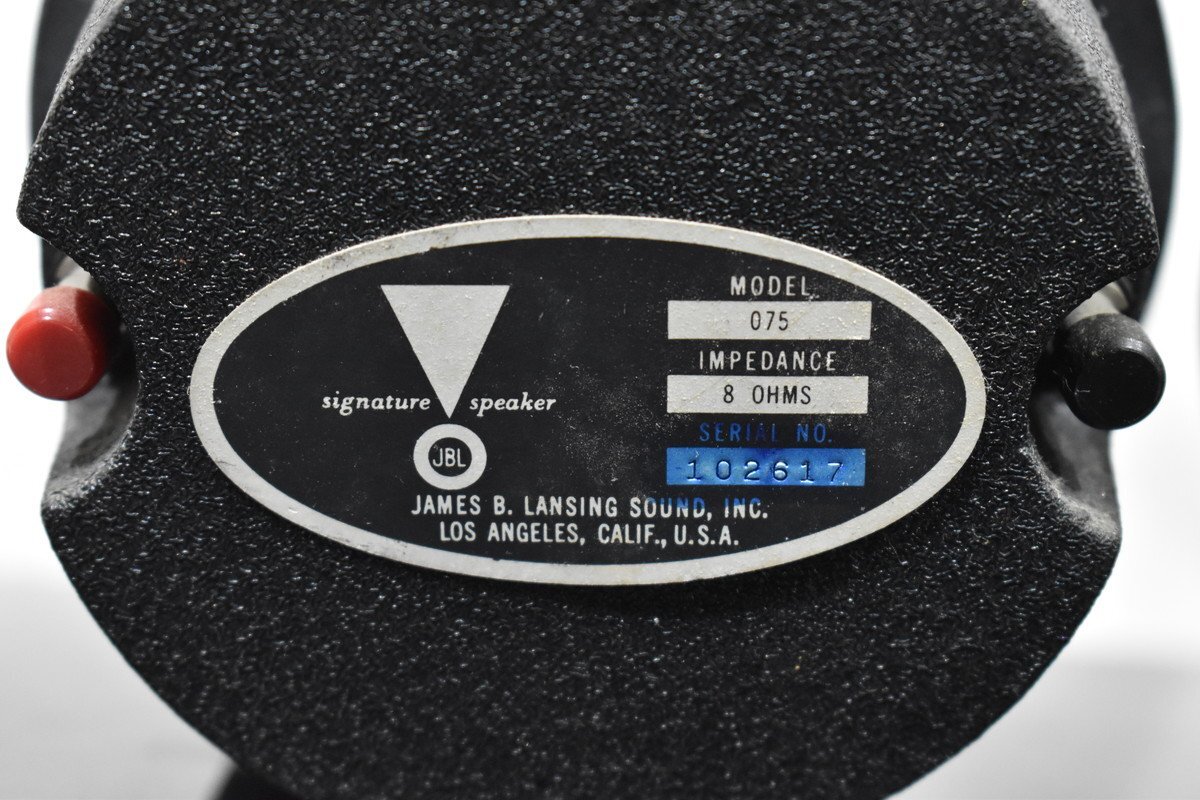 MODEL
075
IMPEDANCE
8 OHMS
SERIAL NO.
102617
signature speaker
JBL
JAMES B. LANSING SOUND, INC.
LOS ANGELES, CALIF., U.S.A.